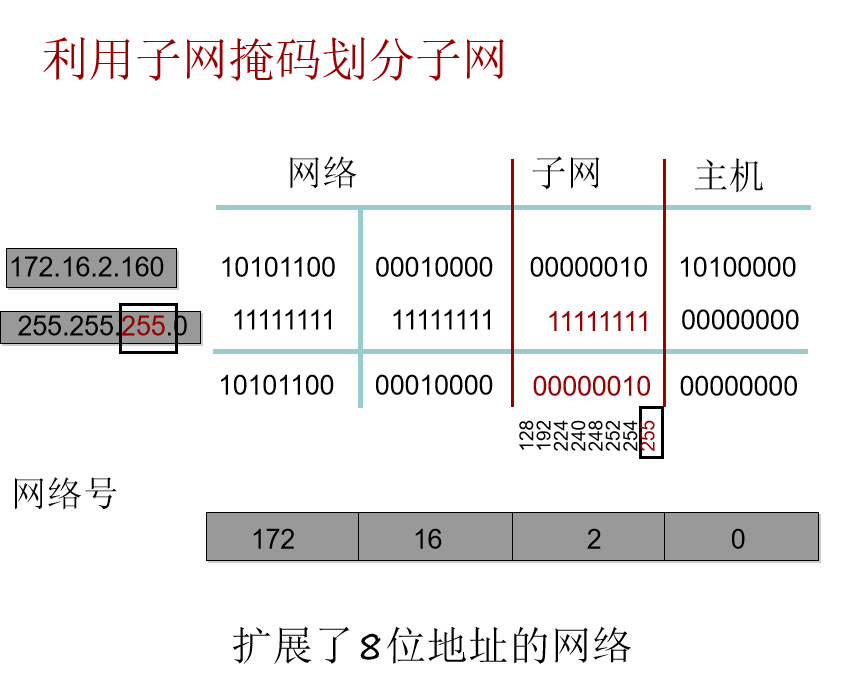 利用子网掩码划分子网
网络 子网 主机
172.16.2.160 10101100 00010000 00000010 10100000
255.255.255.0 11111111 11111111 11111111 00000000
10101100 00010000 00000010 00000000
128 192 224 240 248 252 254 255
网络号
172 16 2 0
扩展了8位地址的网络